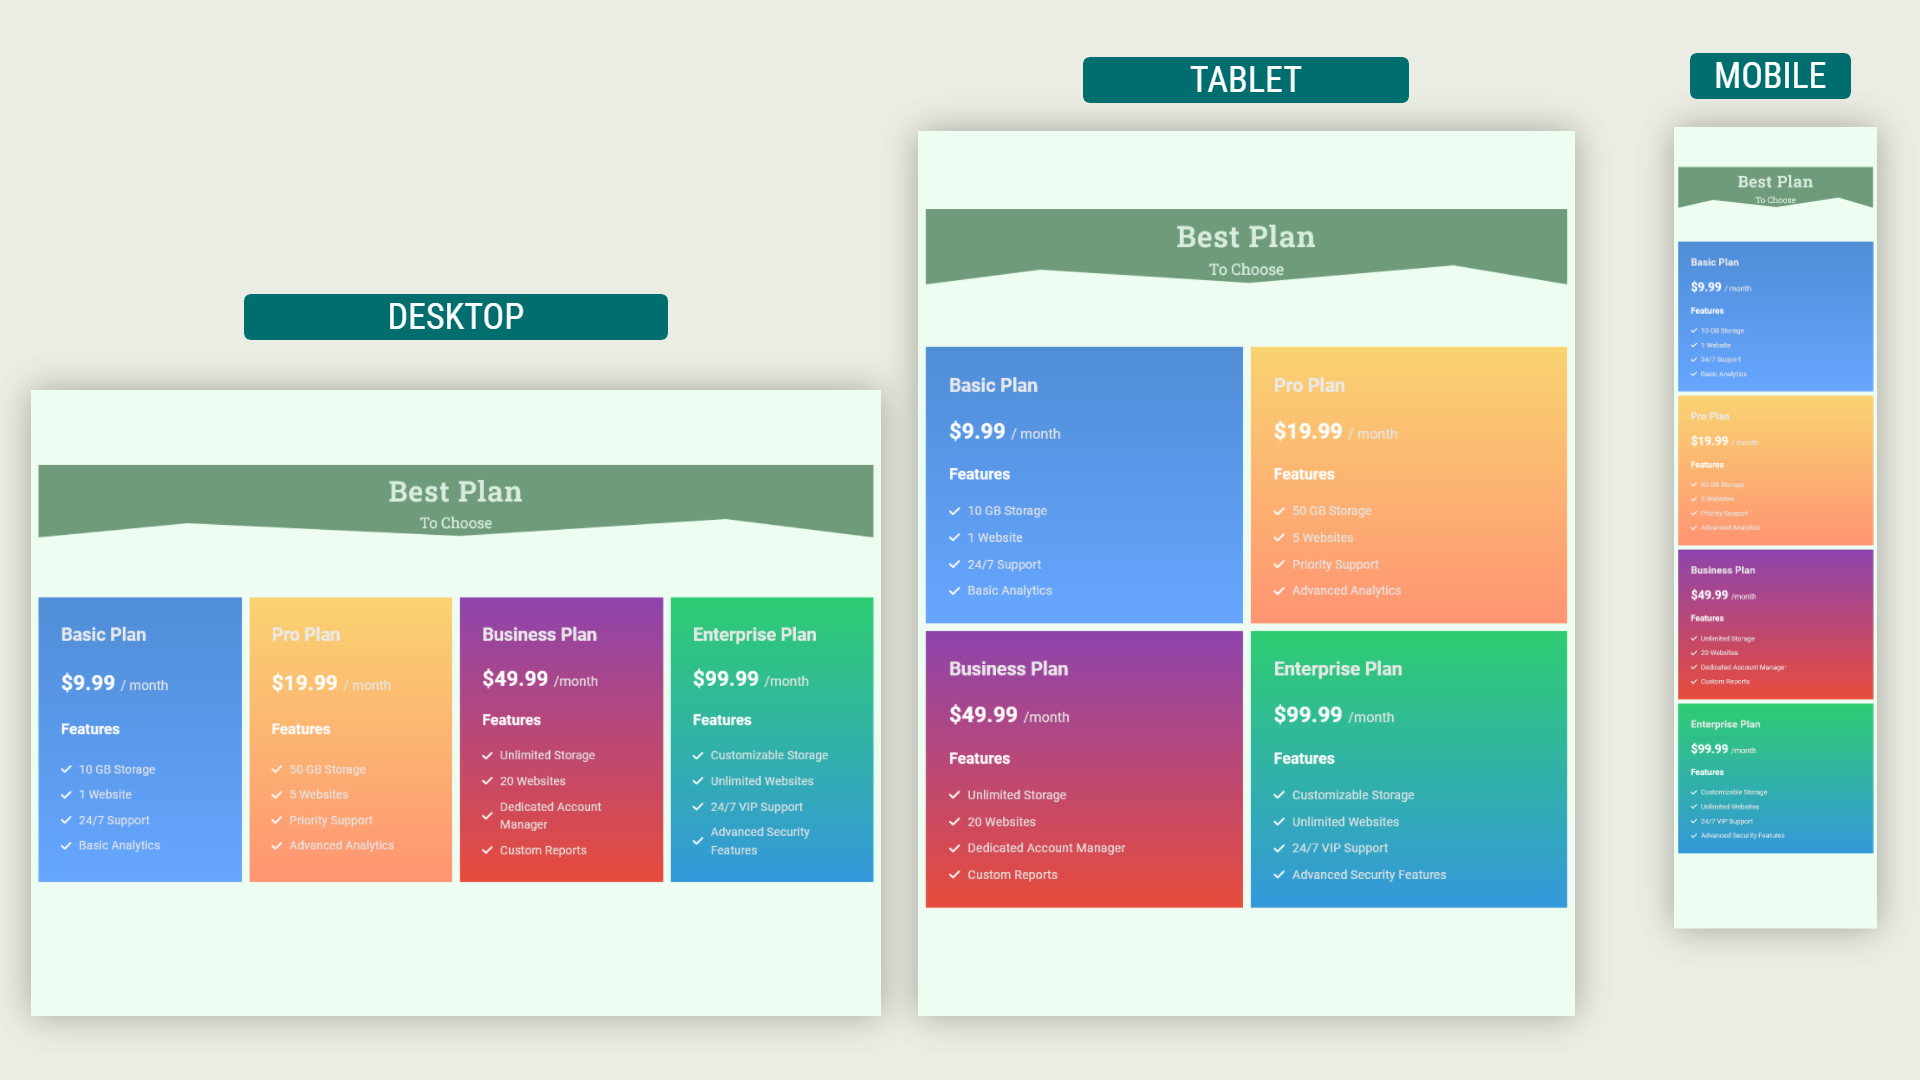 DESKTOP
Best Plan
To Choose
Basic Plan
$9.99 / month
Features
10 GB Storage
1 Website
24/7 Support
Basic Analytics
Pro Plan
$19.99 / month
Features
50 GB Storage
5 Websites
Priority Support
Advanced Analytics
Business Plan
$49.99 /month
Features
Unlimited Storage
20 Websites
Dedicated Account
Manager
Custom Reports
Enterprise Plan
$99.99 /month
Features
Customizable Storage
Unlimited Websites
24/7 VIP Support
Advanced Security
Features
TABLET
Best Plan
To Choose
Basic Plan
$9.99 / month
Features
10 GB Storage
1 Website
24/7 Support
Basic Analytics
Pro Plan
$19.99 / month
Features
50 GB Storage
5 Websites
Priority Support
Advanced Analytics
Business Plan
$49.99 /month
Features
Unlimited Storage
20 Websites
Dedicated Account Manager
Custom Reports
Enterprise Plan
$99.99 /month
Features
Customizable Storage
Unlimited Websites
24/7 VIP Support
Advanced Security Features
MOBILE
Best Plan
To Choose
Basic Plan
$9.99 / month
Features
10 GB Storage
1 Website
24/7 Support
Basic Analytics
Pro Plan
$19.99 / month
Features
50 GB Storage
5 Websites
Priority Support
Advanced Analytics
Business Plan
$49.99 /month
Features
Unlimited Storage
20 Websites
Dedicated Account Manager
Custom Reports
Enterprise Plan
$99.99 /month
Features
Customizable Storage
Unlimited Websites
24/7 VIP Support
Advanced Security Features